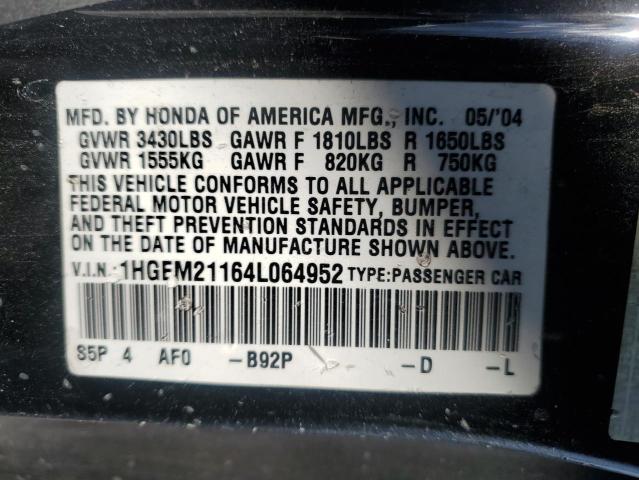 MFD. BY HONDA OF AMERICA MFG., INC. 05/'04
GVWR 3430LBS GAWR F 1810LBS R 1650LBS
GVWR 1555KG GAWR F 820KG R 750KG
THIS VEHICLE CONFORMS TO ALL APPLICABLE
FEDERAL MOTOR VEHICLE SAFETY, BUMPER,
AND THEFT PREVENTION STANDARDS IN EFFECT
ON THE DATE OF MANUFACTURE SHOWN ABOVE.
V.I.N.: 1HGEM21164L064952 TYPE:PASSENGER CAR
S5P 4 AF0 -B92P -D -L